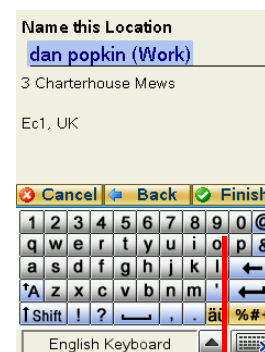 Name this Location
dan popkin (Work)
3 Charterhouse Mews
Ec1, UK
Cancel Back Finish
1 2 3 4 5 6 7 8 9 0 @
q w e r t y u i o p &
a s d f g h j k l ←
↑A z x c v b n m '
↑Shift ! ? , . äü %#
English Keyboard